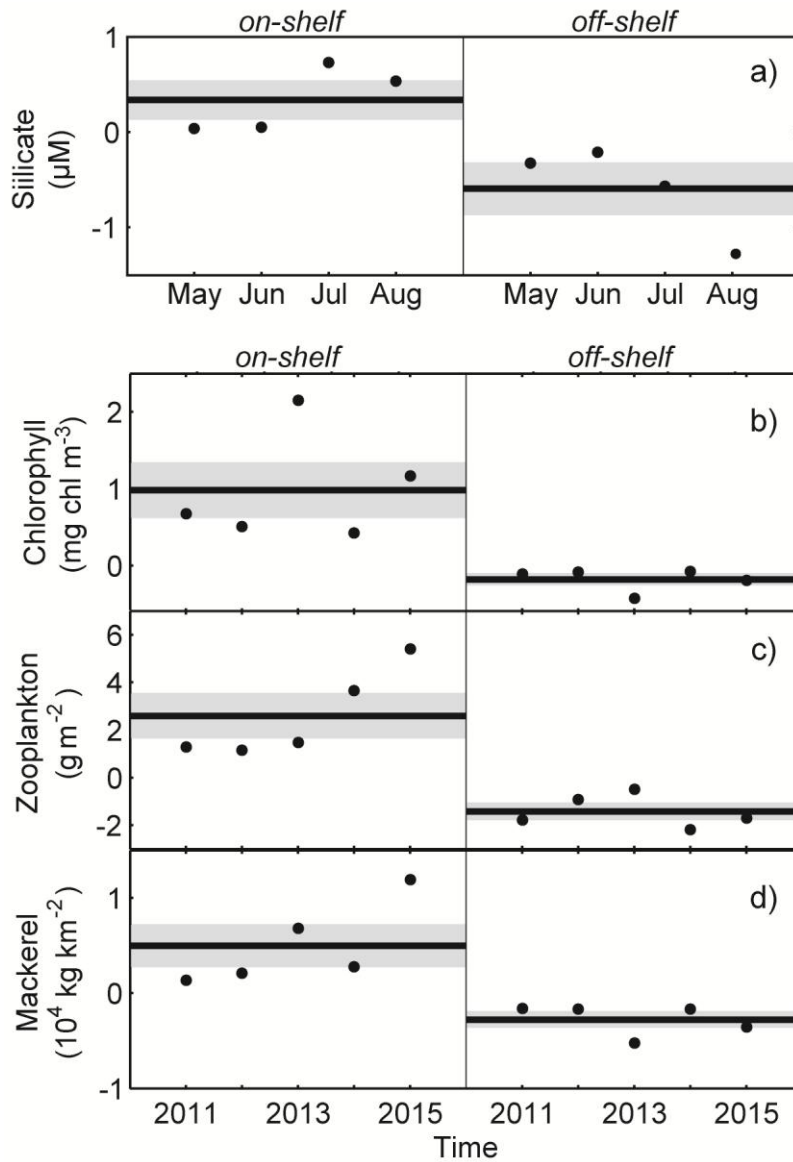 on-shelf off-shelf
a)
Siilicate
(µM)
1
0
-1
May Jun Jul Aug May Jun Jul Aug
on-shelf off-shelf
b)
Chlorophyll
(mg chl m⁻³)
2
1
0
c)
Zooplankton
(g m⁻²)
6
4
2
0
-2
d)
Mackerel
(10⁴ kg km⁻²)
1
0
-1
2011 2013 2015 2011 2013 2015
Time